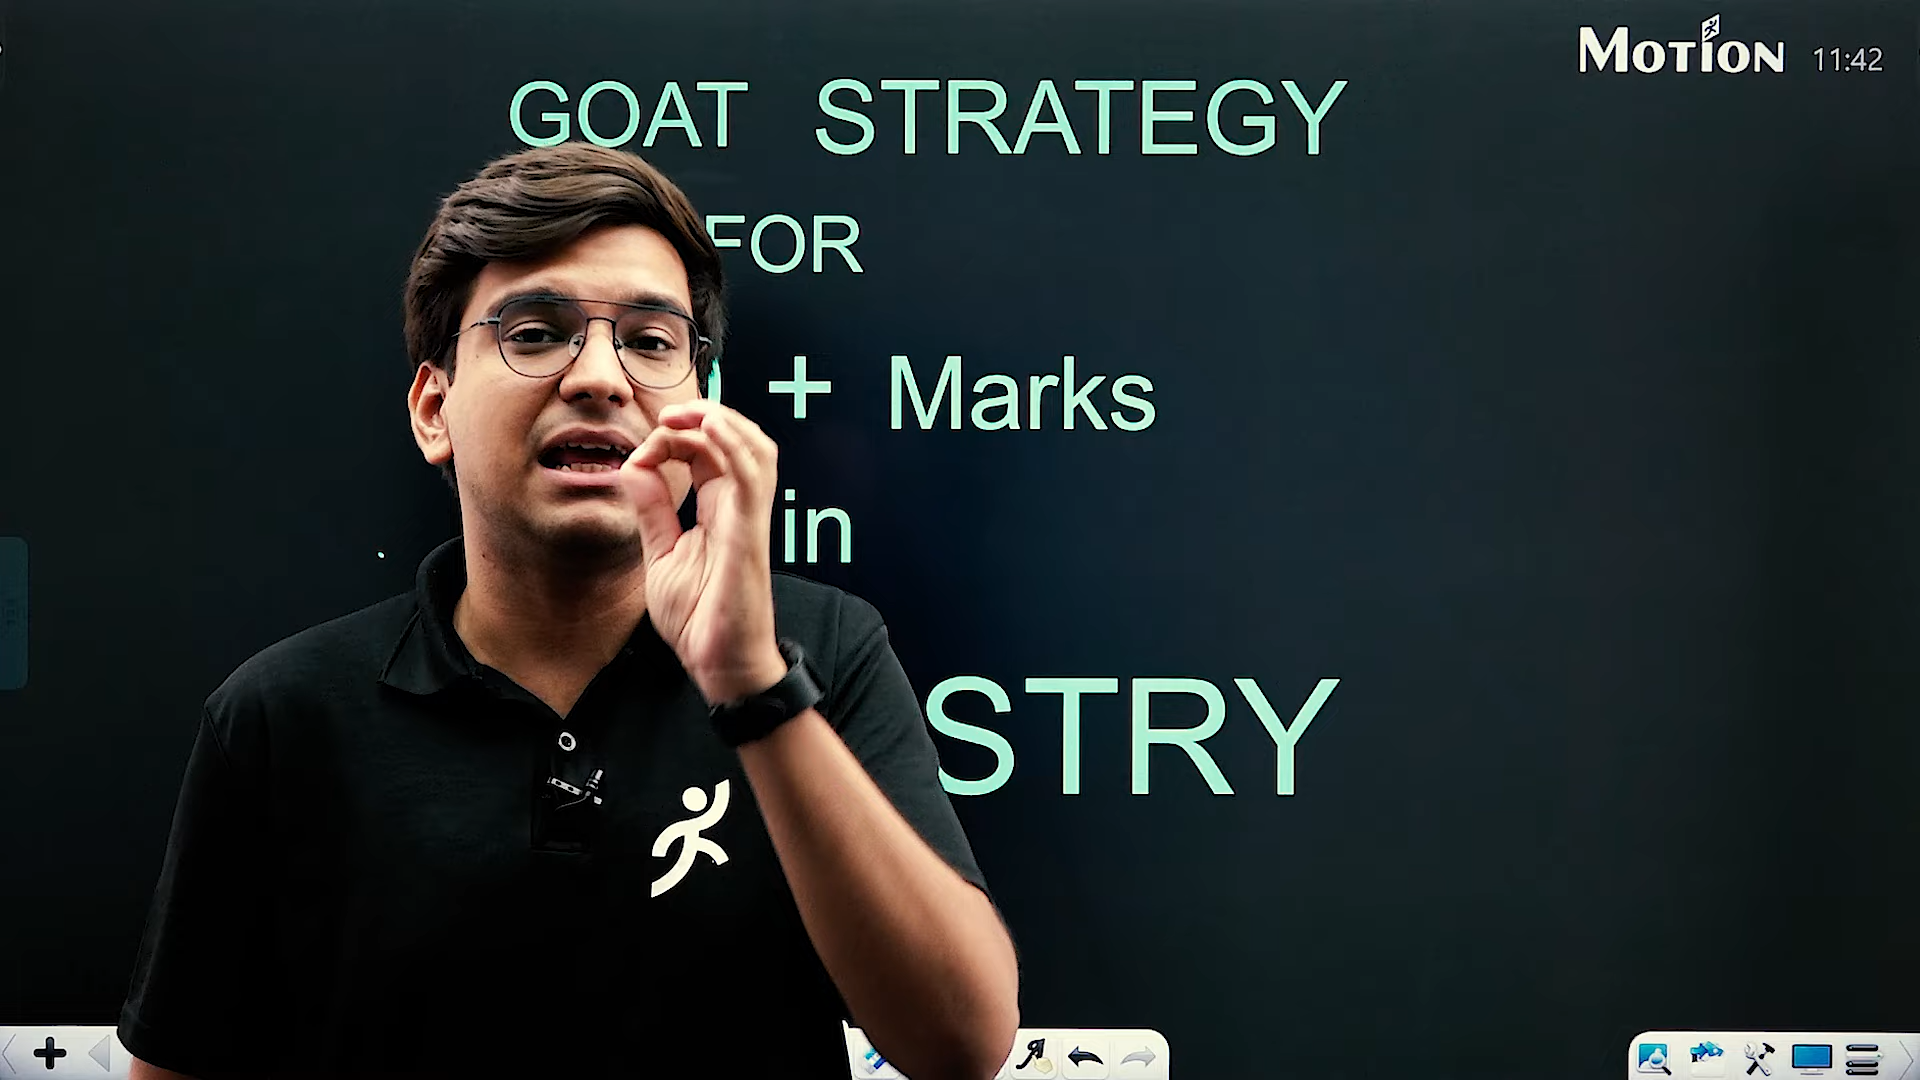 MOTION 11:42
GOAT STRATEGY
FOR
+ Marks
in
STRY